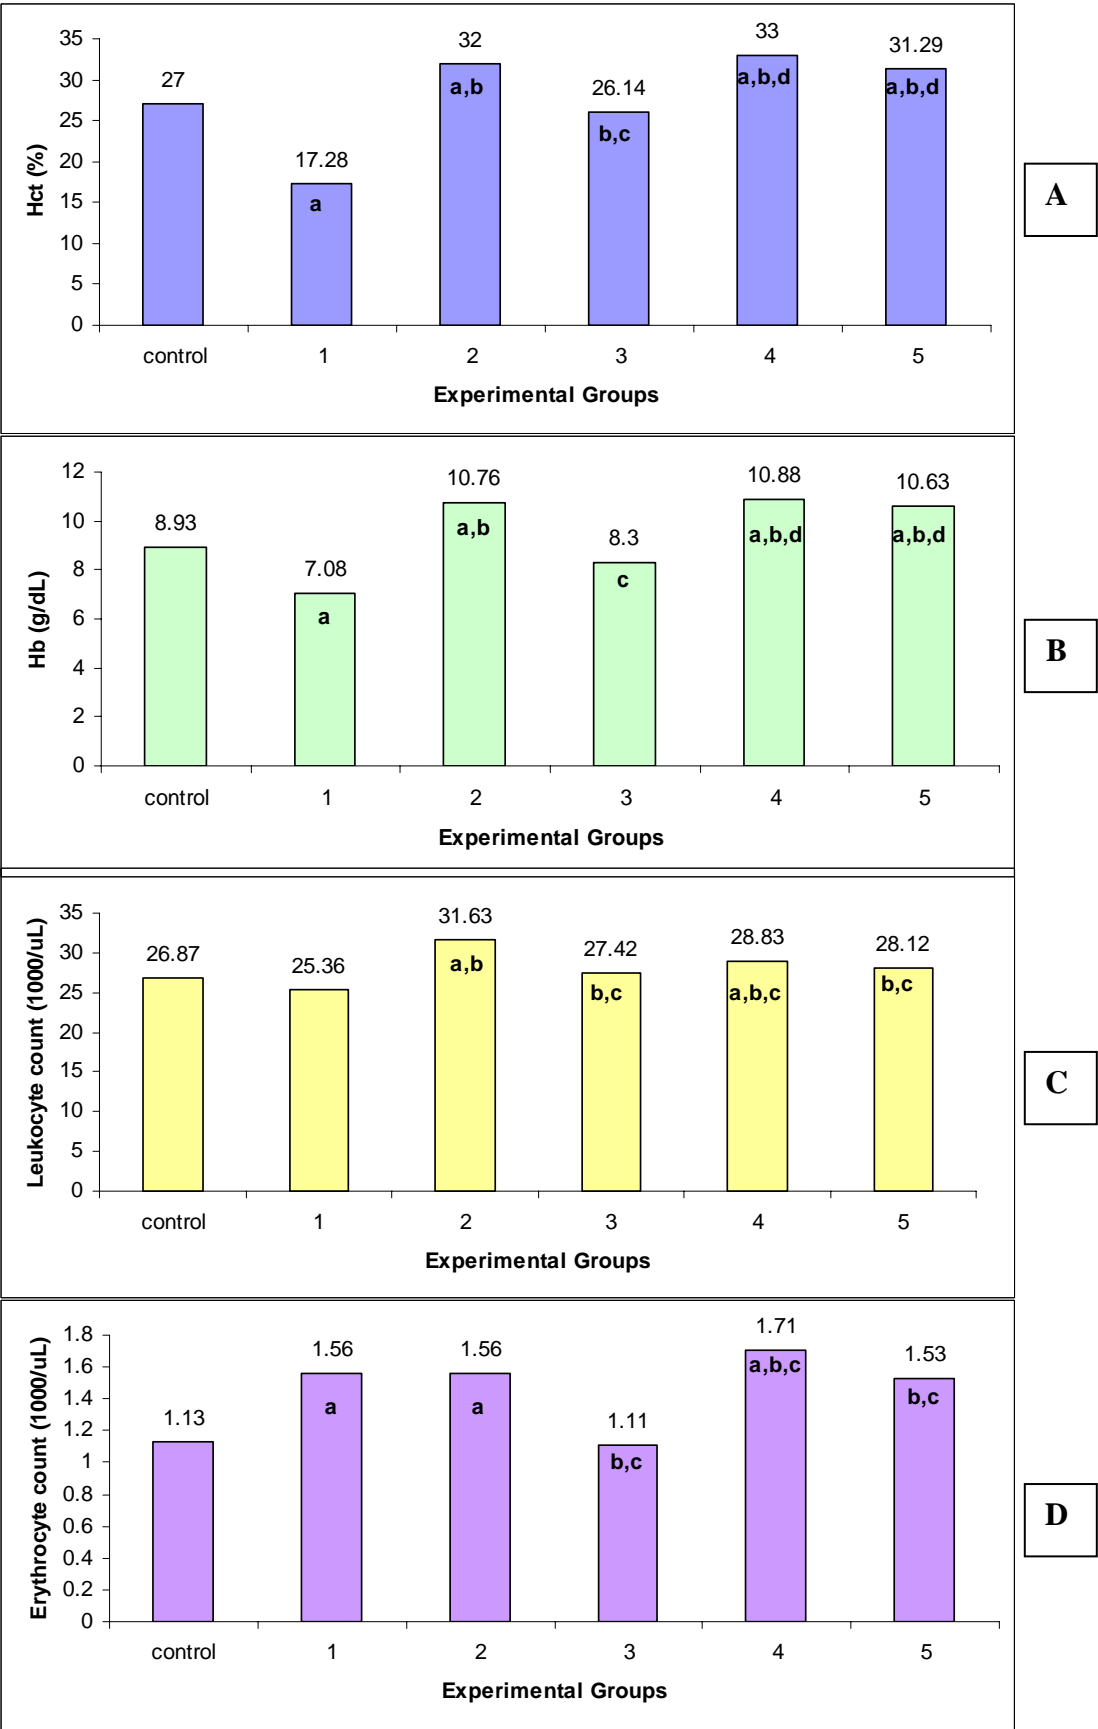 35
30
25
20
15
10
5
0
Hct (%)
27
17.28
32
26.14
33
31.29
a
a,b
b,c
a,b,d
a,b,d
control 1 2 3 4 5
Experimental Groups
A
12
10
8
6
4
2
0
Hb (g/dL)
8.93
7.08
10.76
8.3
10.88
10.63
a
a,b
c
a,b,d
a,b,d
control 1 2 3 4 5
Experimental Groups
B
35
30
25
20
15
10
5
0
Leukocyte count (1000/uL)
26.87
25.36
31.63
27.42
28.83
28.12
a,b
b,c
a,b,c
b,c
control 1 2 3 4 5
Experimental Groups
C
1.8
1.6
1.4
1.2
1
0.8
0.6
0.4
0.2
0
Erythrocyte count (1000/uL)
1.13
1.56
1.56
1.11
1.71
1.53
a
a
b,c
a,b,c
b,c
control 1 2 3 4 5
Experimental Groups
D